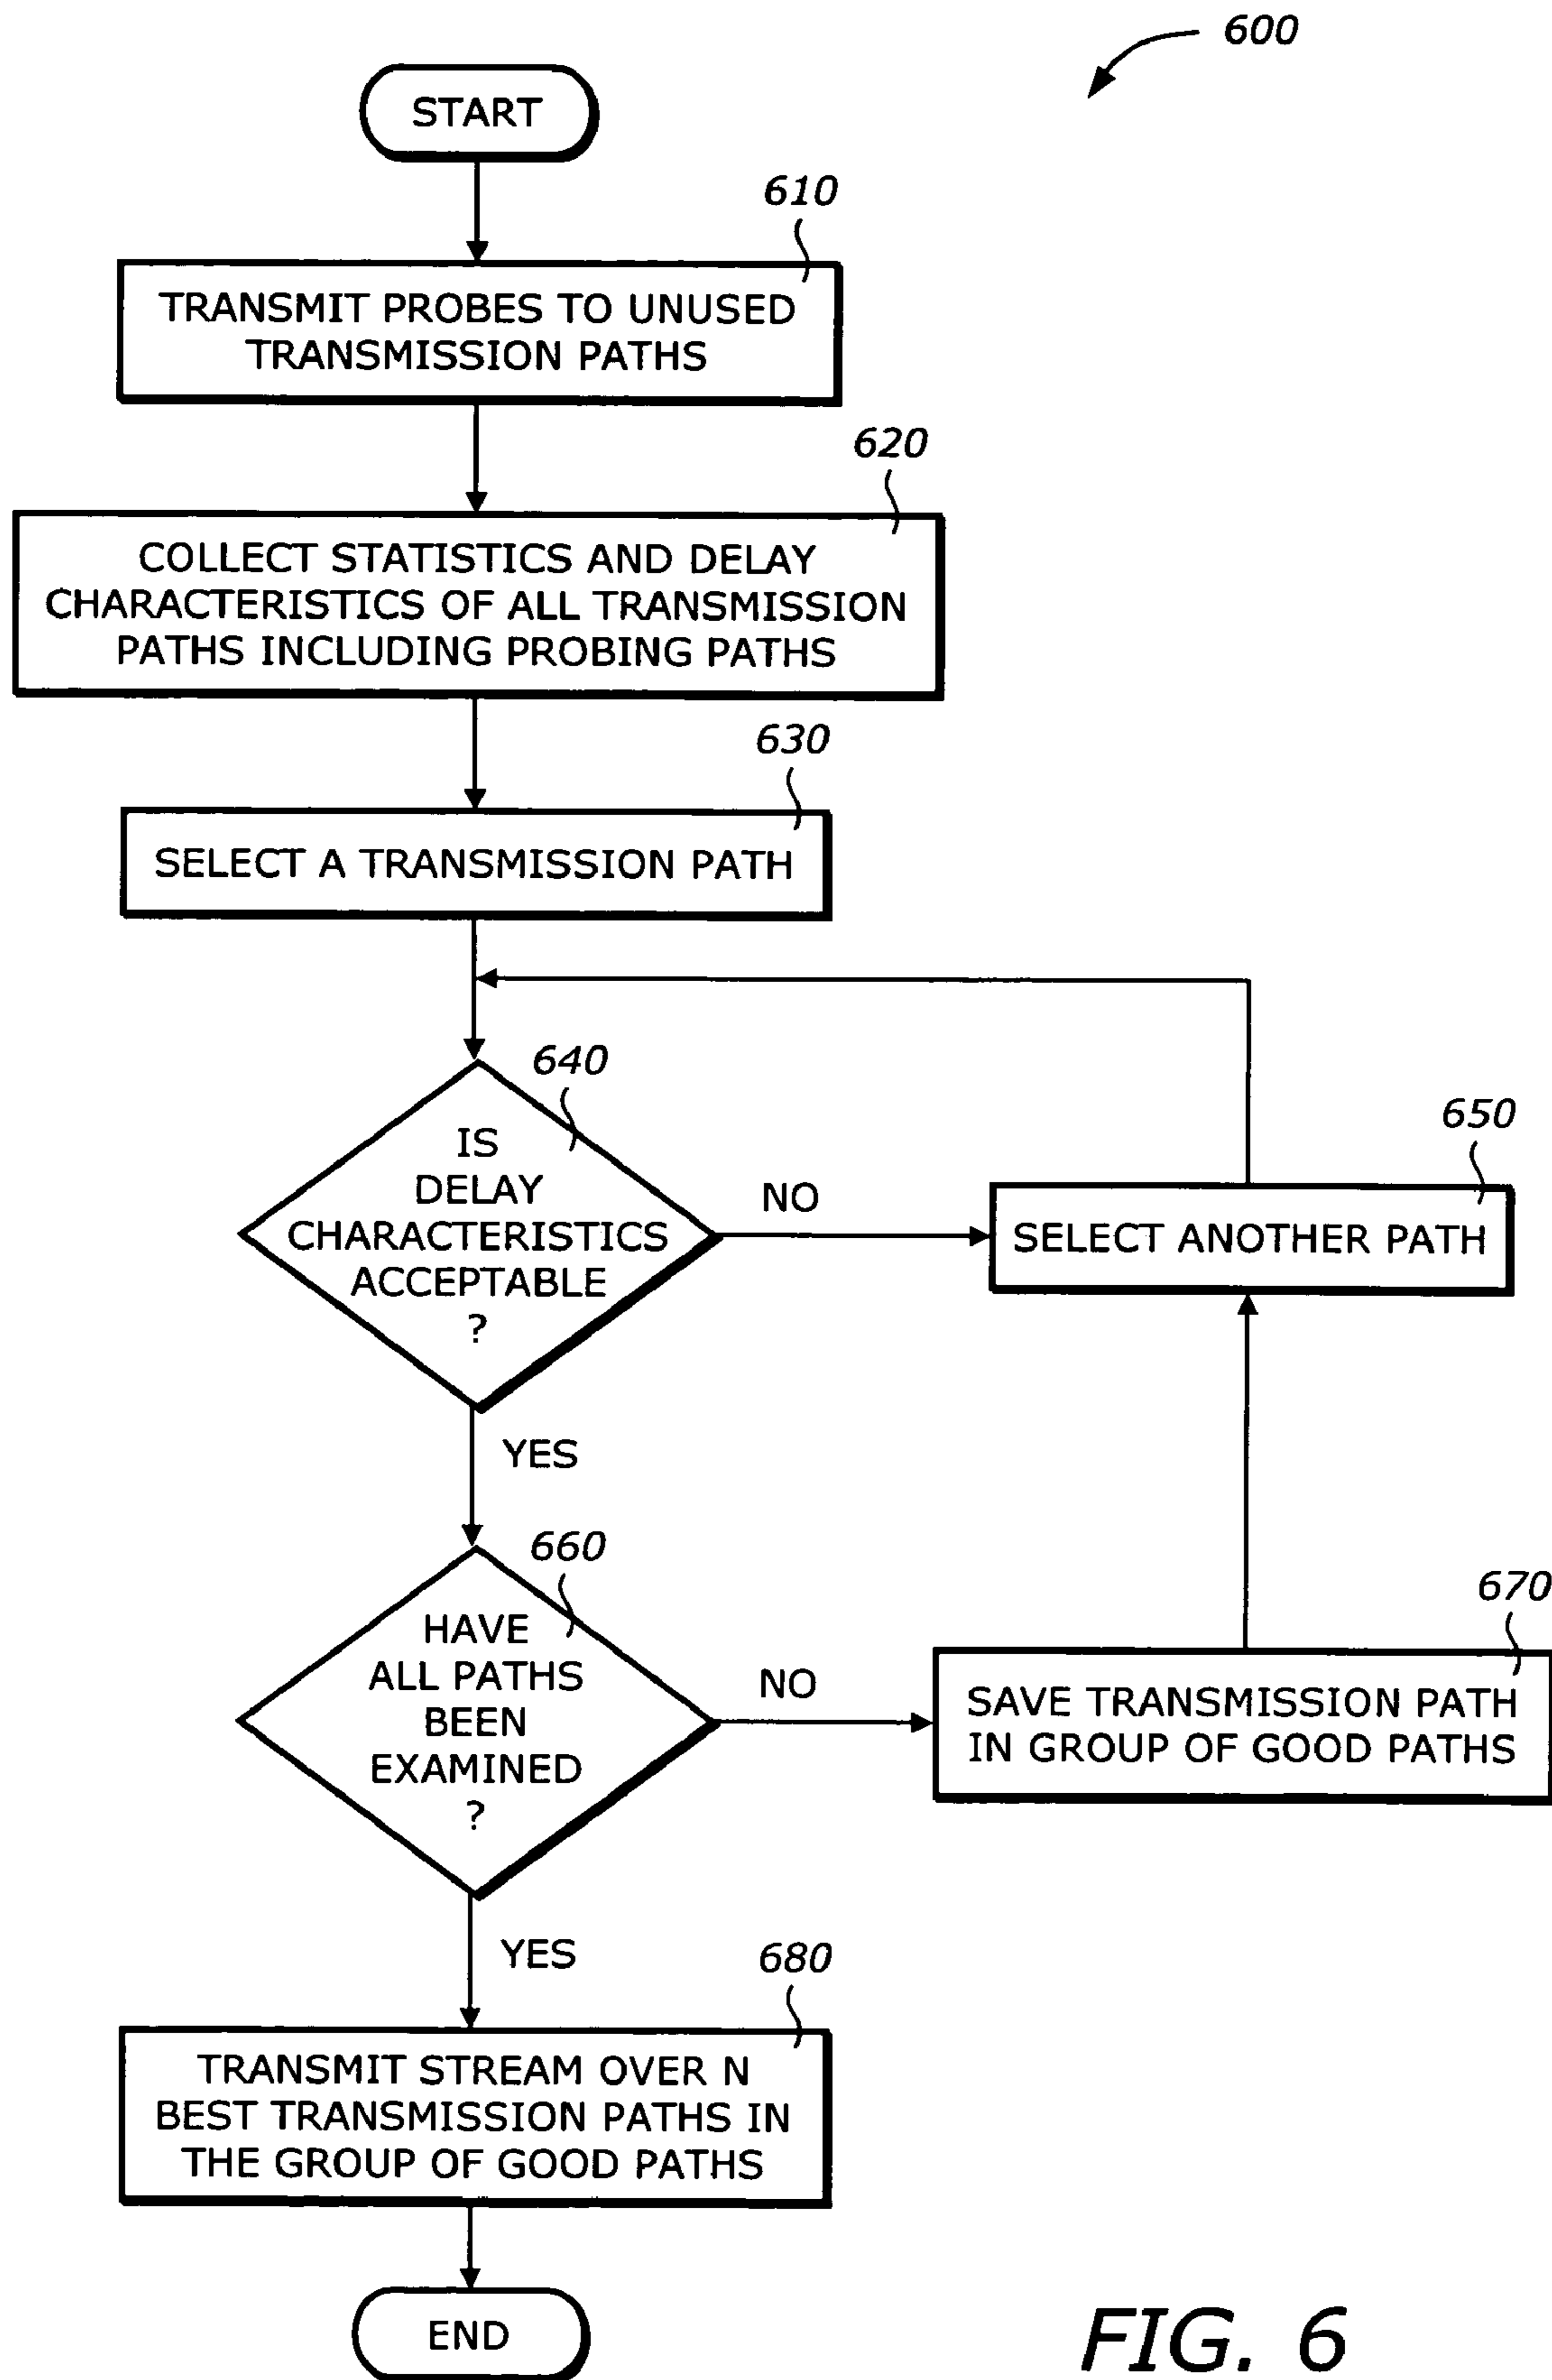 600
START
610
TRANSMIT PROBES TO UNUSED
TRANSMISSION PATHS
620
COLLECT STATISTICS AND DELAY
CHARACTERISTICS OF ALL TRANSMISSION
PATHS INCLUDING PROBING PATHS
630
SELECT A TRANSMISSION PATH
640
IS
DELAY
CHARACTERISTICS
ACCEPTABLE
?
NO
650
SELECT ANOTHER PATH
YES
660
HAVE
ALL PATHS
BEEN
EXAMINED
?
NO
670
SAVE TRANSMISSION PATH
IN GROUP OF GOOD PATHS
YES
680
TRANSMIT STREAM OVER N
BEST TRANSMISSION PATHS IN
THE GROUP OF GOOD PATHS
END
FIG. 6